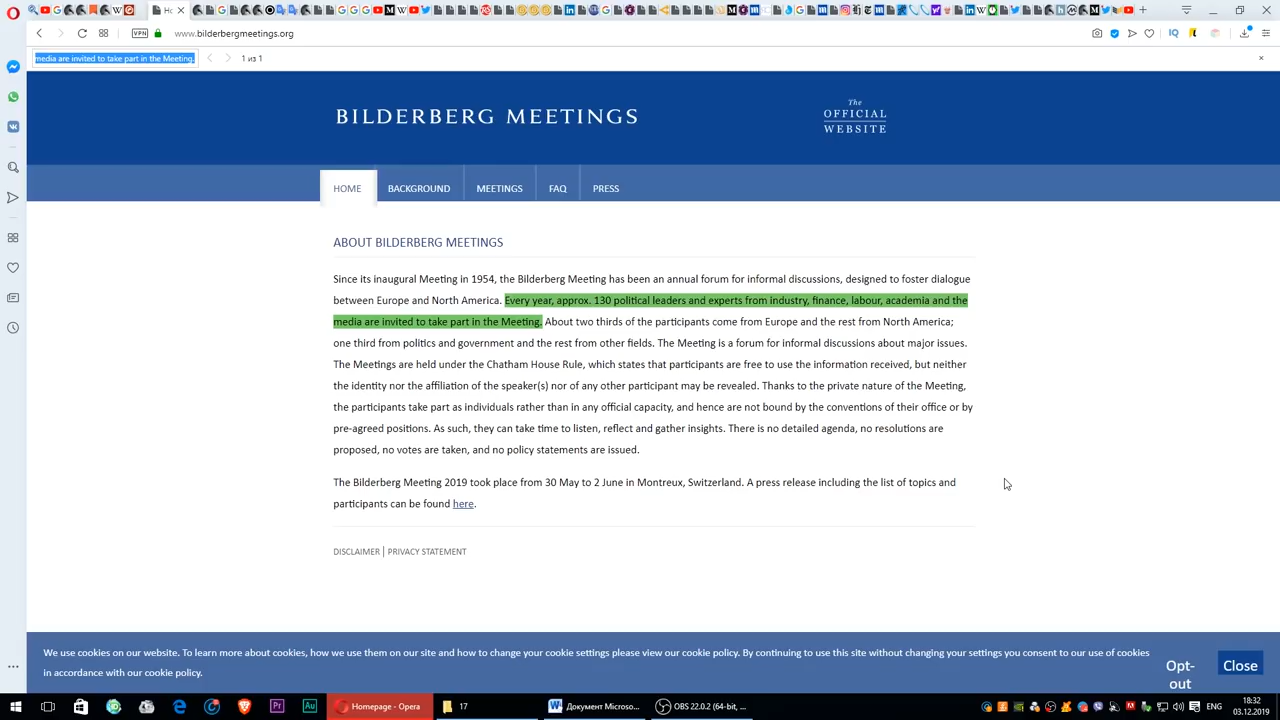 Ho
VPN
www.bilderbergmeetings.org
media are invited to take part in the Meeting.
1 из 1
BILDERBERG MEETINGS
The
OFFICIAL
WEBSITE
HOME
BACKGROUND
MEETINGS
FAQ
PRESS
ABOUT BILDERBERG MEETINGS
Since its inaugural Meeting in 1954, the Bilderberg Meeting has been an annual forum for informal discussions, designed to foster dialogue
between Europe and North America. Every year, approx. 130 political leaders and experts from industry, finance, labour, academia and the
media are invited to take part in the Meeting. About two thirds of the participants come from Europe and the rest from North America;
one third from politics and government and the rest from other fields. The Meeting is a forum for informal discussions about major issues.
The Meetings are held under the Chatham House Rule, which states that participants are free to use the information received, but neither
the identity nor the affiliation of the speaker(s) nor of any other participant may be revealed. Thanks to the private nature of the Meeting,
the participants take part as individuals rather than in any official capacity, and hence are not bound by the conventions of their office or by
pre-agreed positions. As such, they can take time to listen, reflect and gather insights. There is no detailed agenda, no resolutions are
proposed, no votes are taken, and no policy statements are issued.
The Bilderberg Meeting 2019 took place from 30 May to 2 June in Montreux, Switzerland. A press release including the list of topics and
participants can be found here.
DISCLAIMER | PRIVACY STATEMENT
We use cookies on our website. To learn more about cookies, how we use them on our site and how to change your cookie settings please view our cookie policy. By continuing to use this site without changing your settings you consent to our use of cookies
in accordance with our cookie policy.
Opt-
out
Close
Homepage - Opera
17
Документ Microso...
OBS 22.0.2 (64-bit, ...
ENG
18:32
03.12.2019